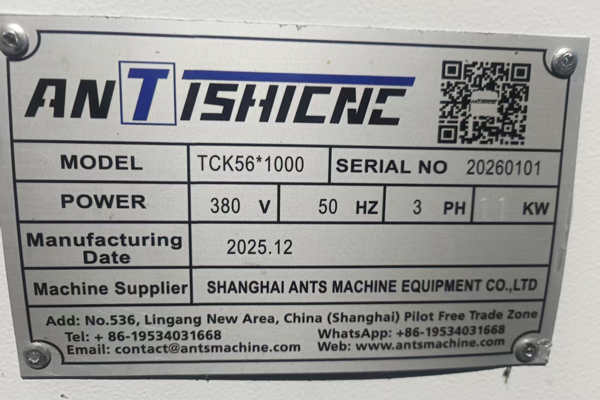 ANTISHICNC
MODEL TCK56*1000 SERIAL NO 20260101
POWER 380 V 50 HZ 3 PH 11 KW
Manufacturing Date 2025.12
Machine Supplier SHANGHAI ANTS MACHINE EQUIPMENT CO.,LTD
Add: No.536, Lingang New Area, China (Shanghai) Pilot Free Trade Zone
Tel: + 86-19534031668 WhatsApp: +86-19534031668
Email: contact@antsmachine.com Web: www.antsmachine.com